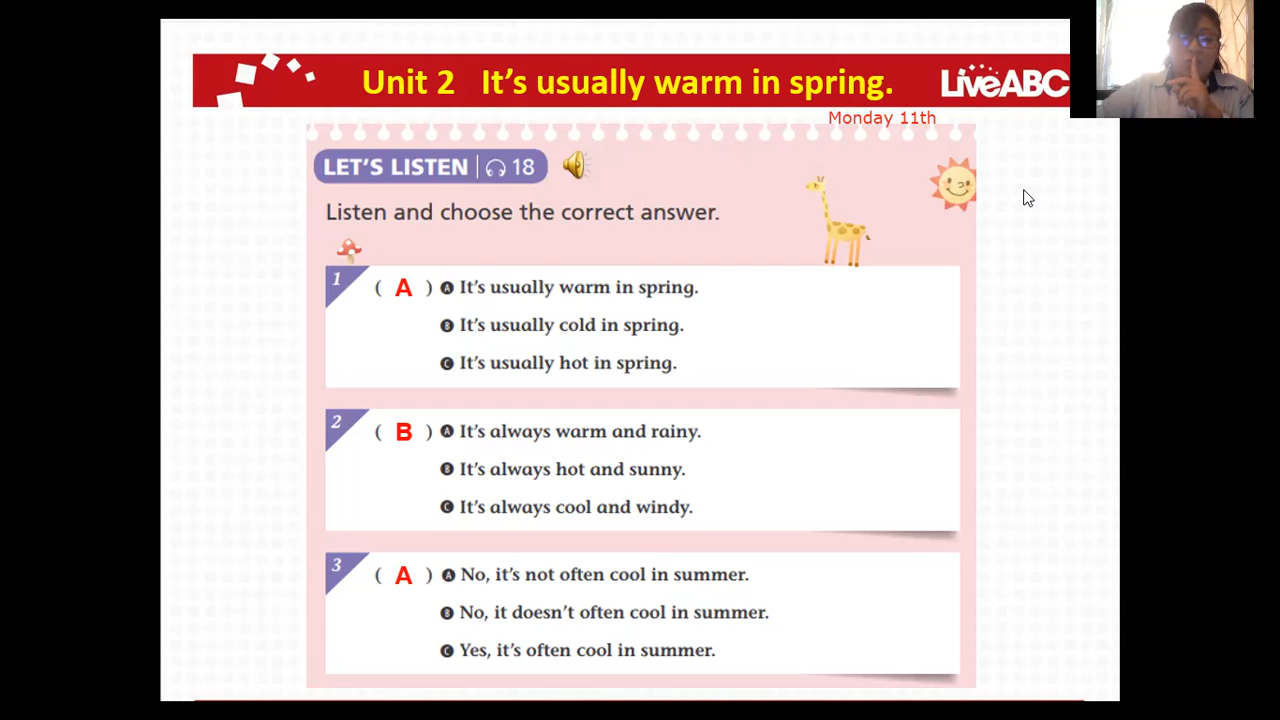 Unit 2 It's usually warm in spring.
LiveABC
Monday 11th
LET'S LISTEN 18
Listen and choose the correct answer.
1 ( A ) A It's usually warm in spring.
B It's usually cold in spring.
C It's usually hot in spring.
2 ( B ) A It's always warm and rainy.
B It's always hot and sunny.
C It's always cool and windy.
3 ( A ) A No, it's not often cool in summer.
B No, it doesn't often cool in summer.
C Yes, it's often cool in summer.